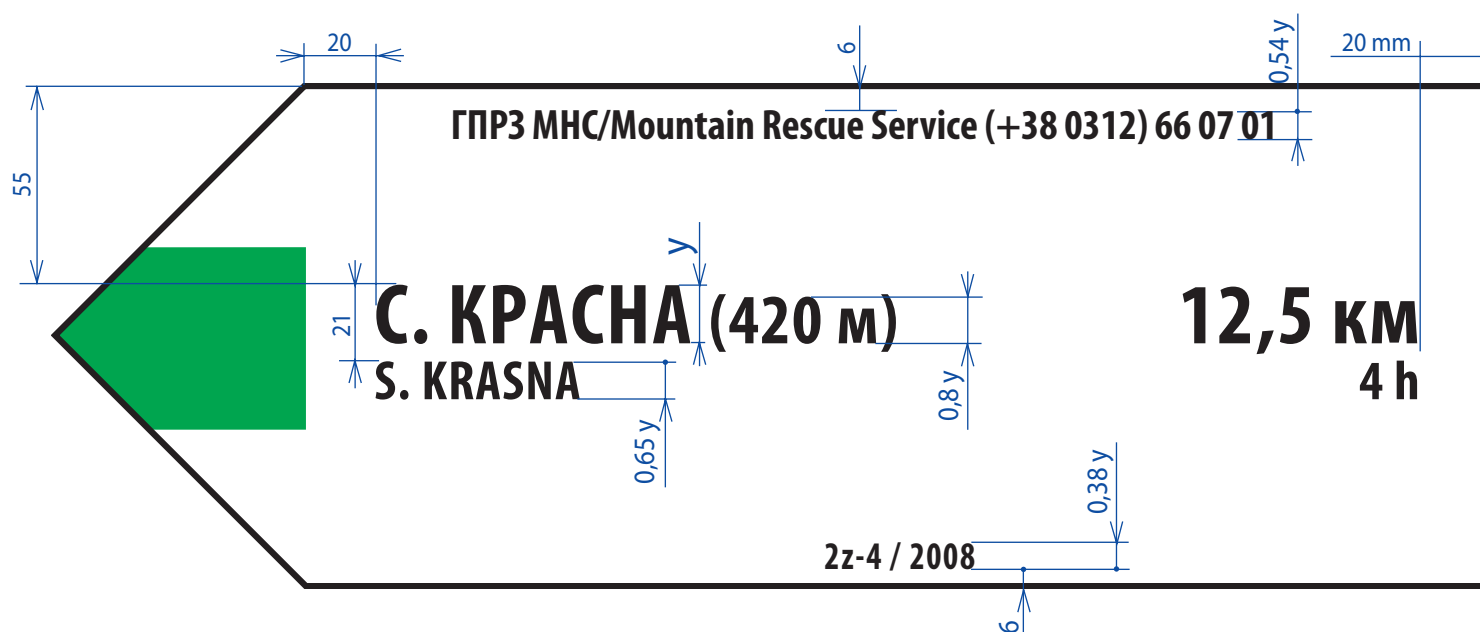 20
6
0,54 y
20 mm
ГПРЗ МНС/Mountain Rescue Service (+38 0312) 66 07 01
55
y
21
С. КРАСНА (420 м)
12,5 км
S. KRASNA
4 h
0,65 y
0,8 y
0,38 y
2z-4 / 2008
6